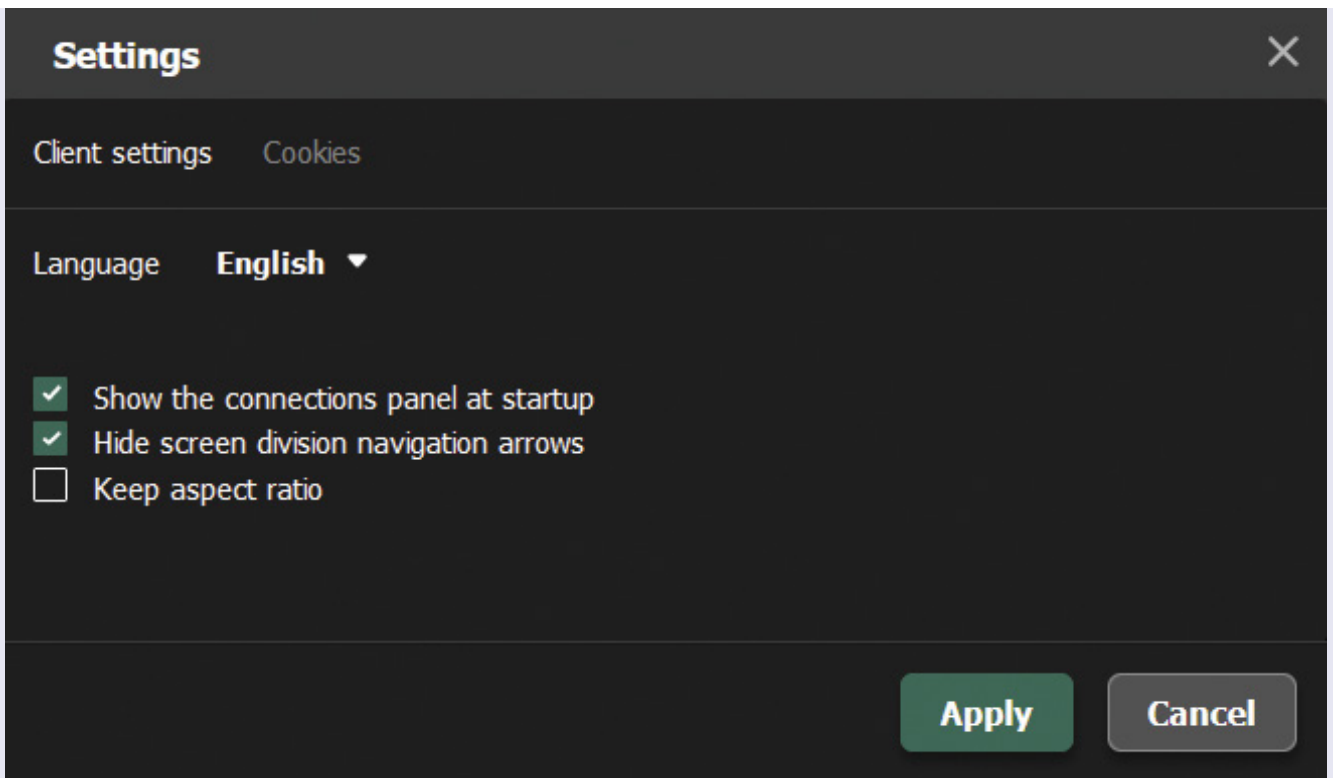 Settings
Client settings Cookies
Language English
Show the connections panel at startup
Hide screen division navigation arrows
Keep aspect ratio
Apply Cancel